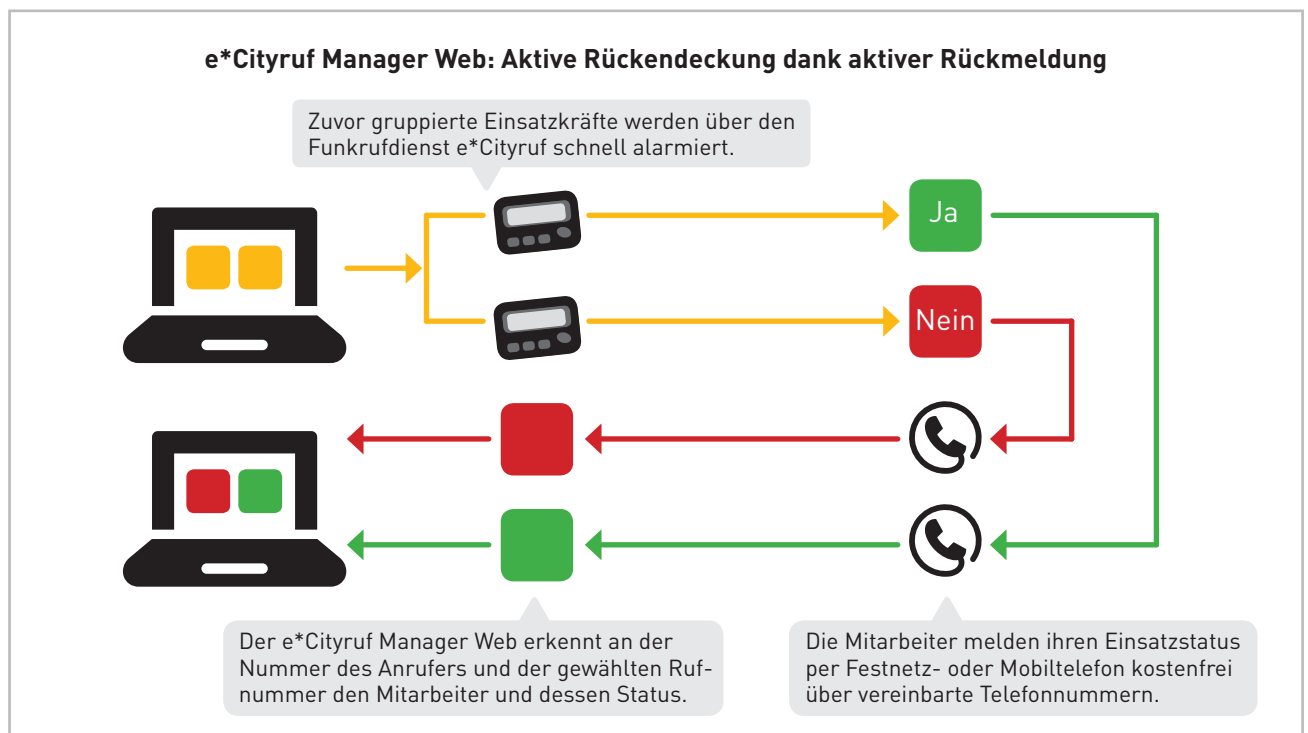 e*Cityruf Manager Web: Aktive Rückendeckung dank aktiver Rückmeldung
Zuvor gruppierte Einsatzkräfte werden über den
Funkrufdienst e*Cityruf schnell alarmiert.
Ja
Nein
Der e*Cityruf Manager Web erkennt an der
Nummer des Anrufers und der gewählten Ruf-
nummer den Mitarbeiter und dessen Status.
Die Mitarbeiter melden ihren Einsatzstatus
per Festnetz- oder Mobiltelefon kostenfrei
über vereinbarte Telefonnummern.